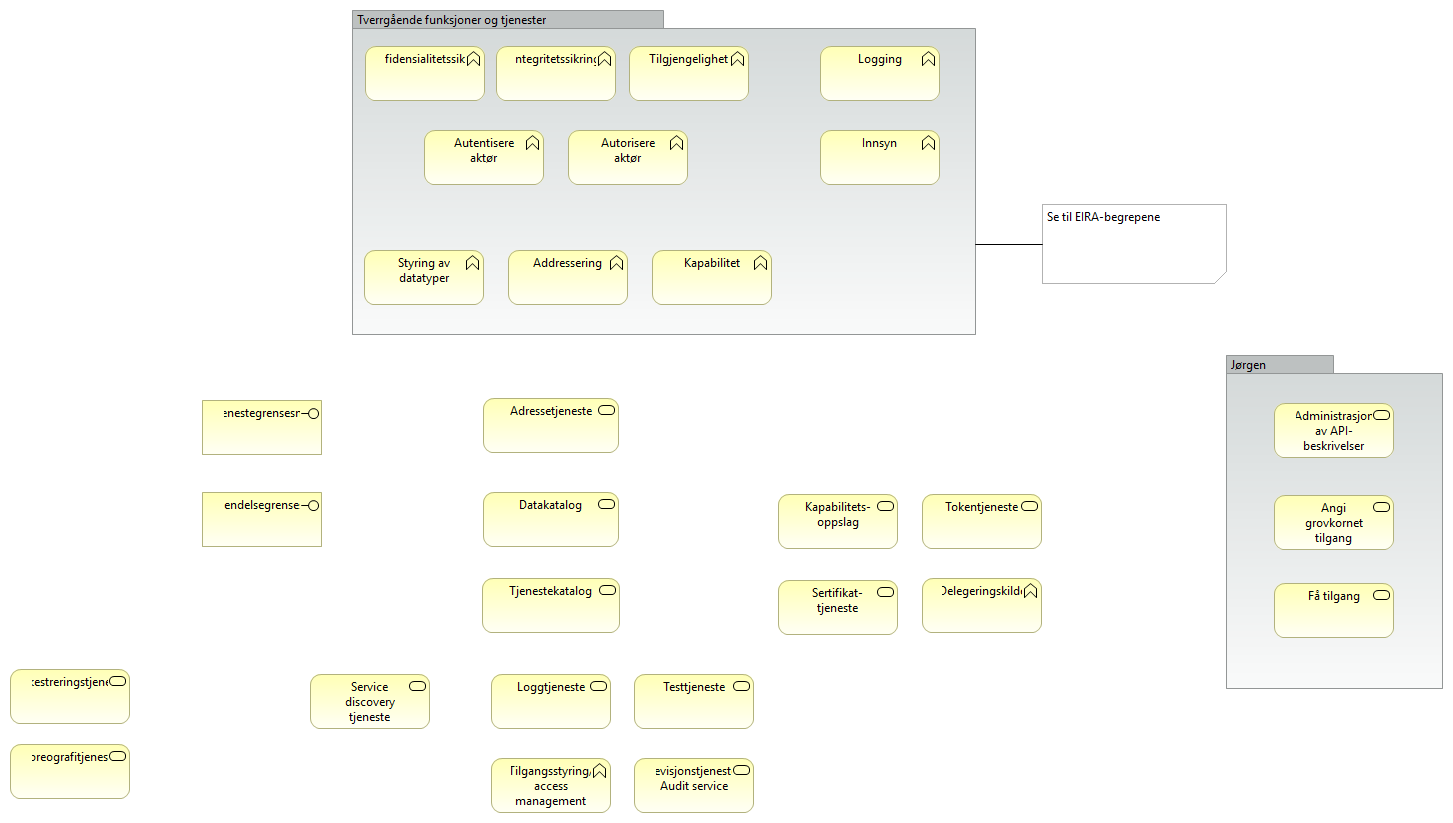 Tverrgående funksjoner og tjenester
fidensialitetssik
ntegritetssikring
Tilgjengelighet
Logging
Autentisere
aktør
Autorisere
aktør
Innsyn
Se til EIRA-begrepene
Styring av
datatyper
Addressering
Kapabilitet
Jørgen
enestegrensesn
Adressetjeneste
Administrasjon
av API-
beskrivelser
endelsegrense
Datakatalog
Kapabilitets-
oppslag
Tokentjeneste
Angi
grovkornet
tilgang
Tjenestekatalog
Sertifikat-
tjeneste
Delegeringskilde
Få tilgang
estreringstjene
Service
discovery
tjeneste
Loggtjeneste
Testtjeneste
oreografitjenes
Tilgangsstyring/
access
management
evisjonstjenest
Audit service